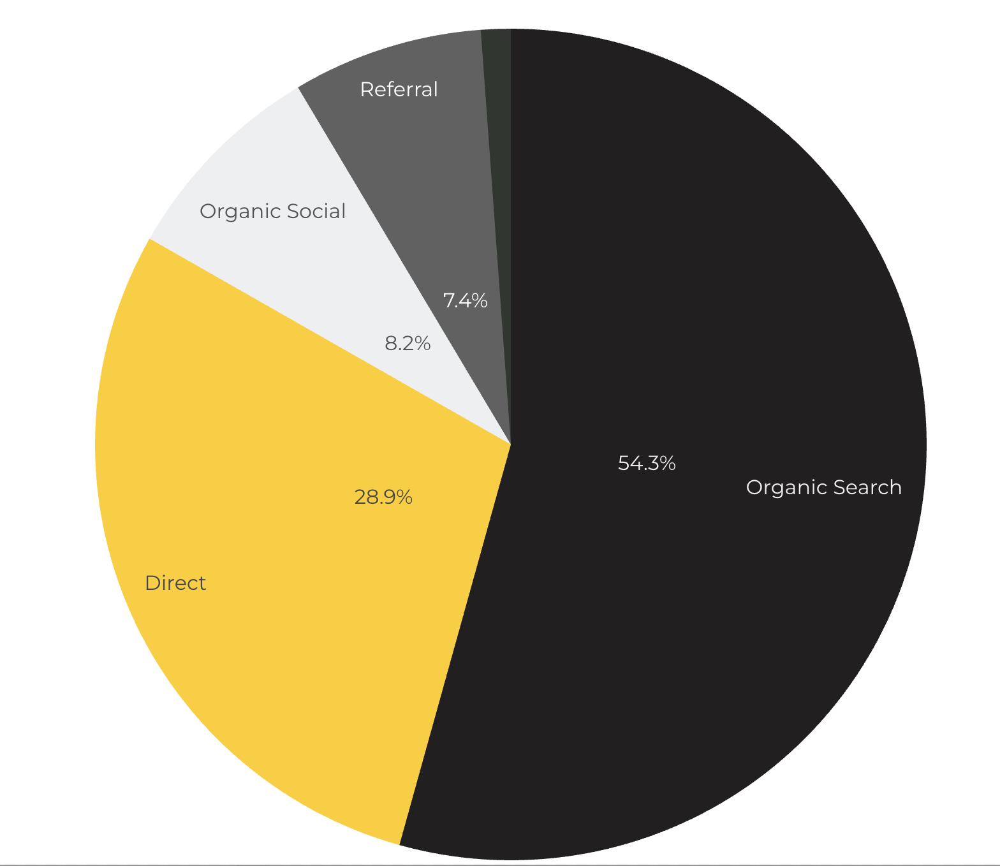 Referral
Organic Social
7.4%
8.2%
54.3%
Organic Search
28.9%
Direct